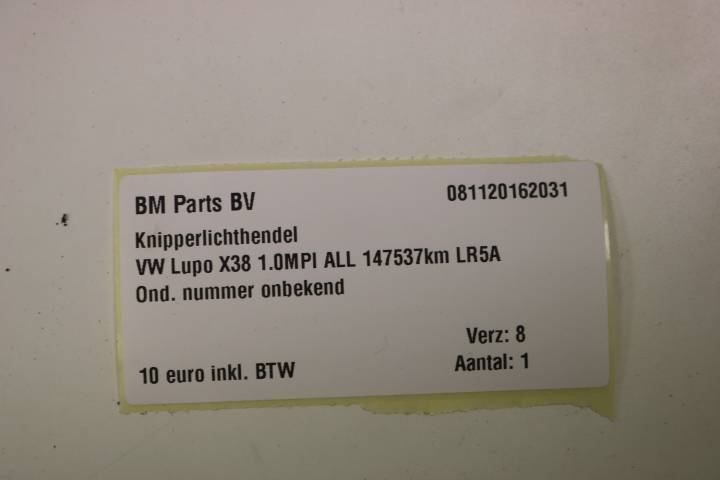 BM Parts BV 081120162031
Knipperlichthendel
VW Lupo X38 1.0MPI ALL 147537km LR5A
Ond. nummer onbekend
Verz: 8
10 euro inkl. BTW Aantal: 1